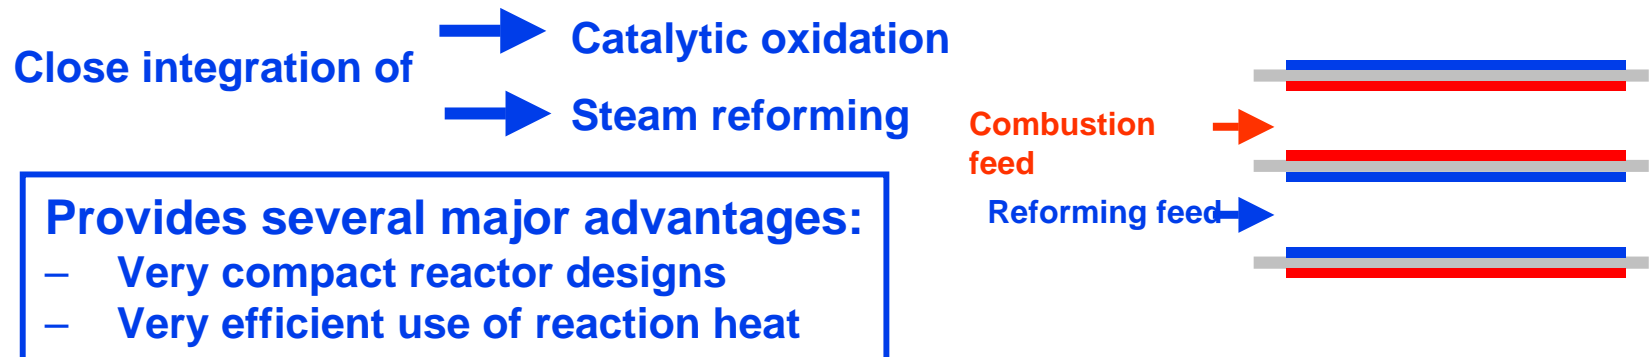 Close integration of
Catalytic oxidation
Steam reforming
Provides several major advantages:
– Very compact reactor designs
– Very efficient use of reaction heat
Combustion
feed
Reforming feed